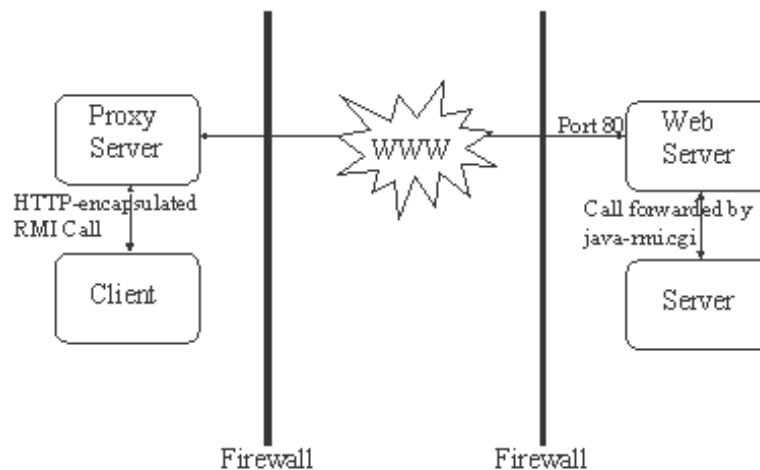 Proxy
Server
HTTP-encapsulated
RMI Call
Client
Firewall
WWW
Port 80
Firewall
Web
Server
Call forwarded by
java-rmi.cgi
Server